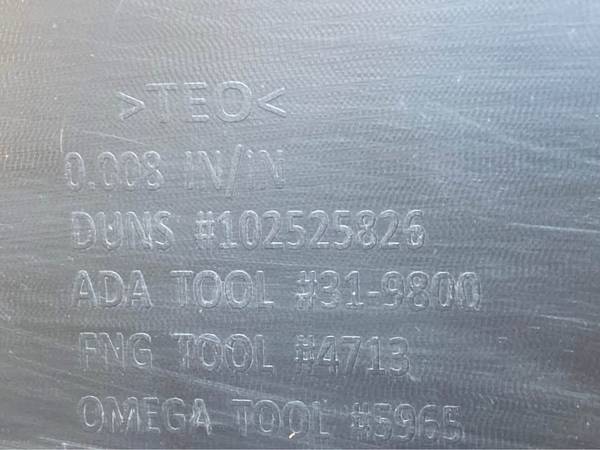 >TEO<
0.008 IN/IN
DUNS #102525826
ADA TOOL #31-9800
FNG TOOL #4713
OMEGA TOOL #5965